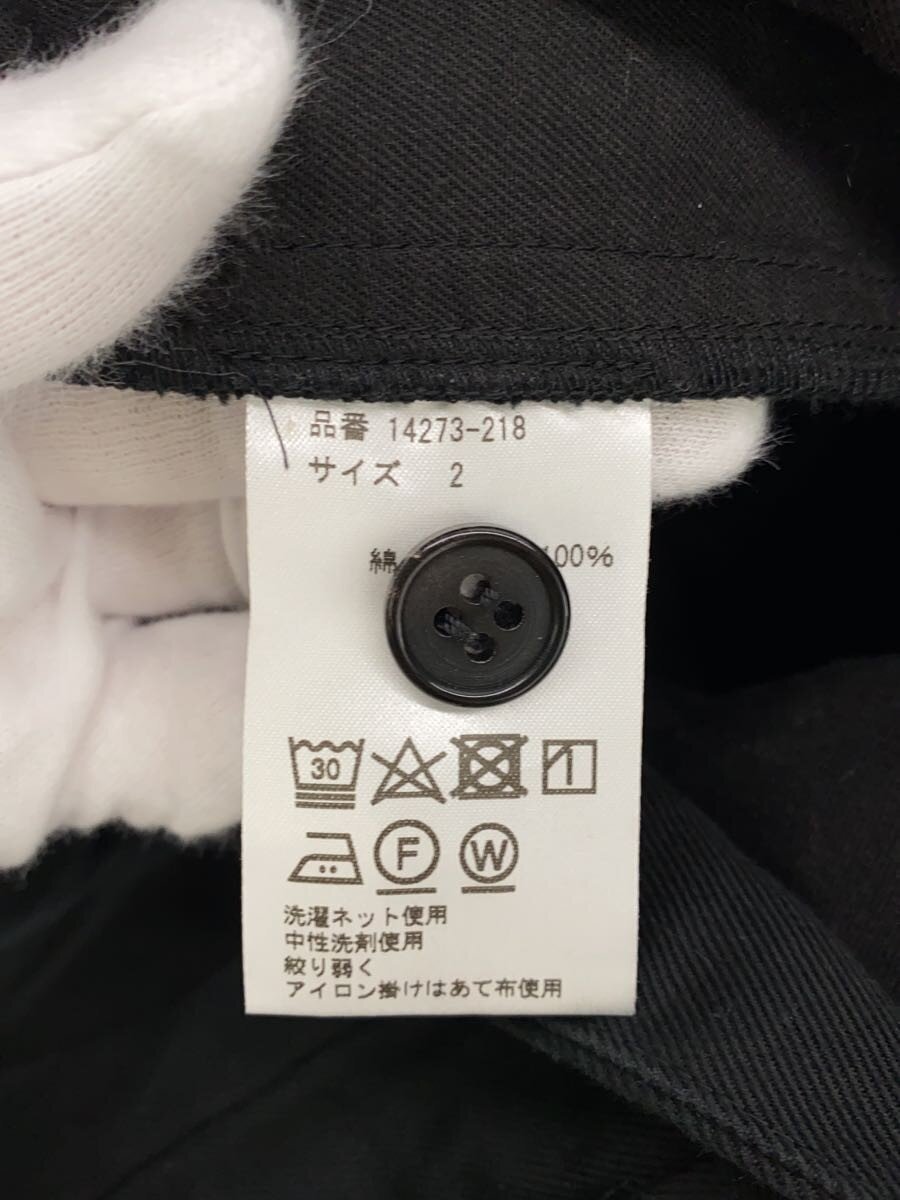 品番 14273-218
サイズ 2
綿 100%
30
F W
洗濯ネット使用
中性洗剤使用
絞り弱く
アイロン掛けはあて布使用